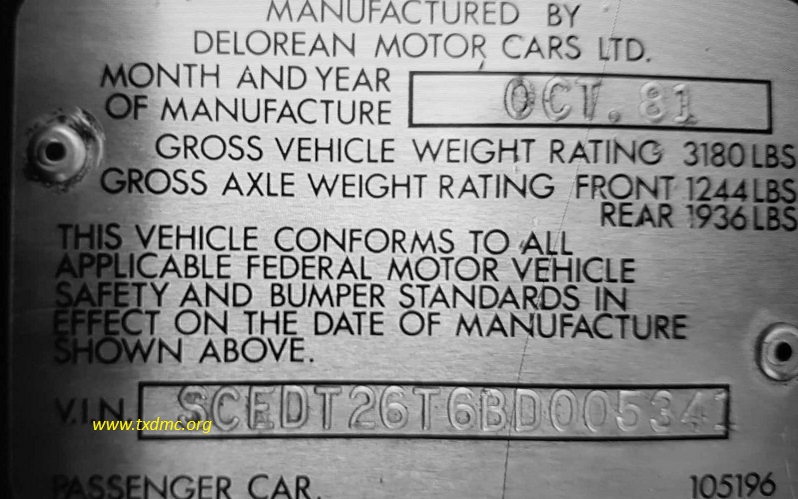 MANUFACTURED BY
DELOREAN MOTOR CARS LTD.
MONTH AND YEAR
OF MANUFACTURE OCT. 81
GROSS VEHICLE WEIGHT RATING 3180 LBS
GROSS AXLE WEIGHT RATING FRONT 1244 LBS
REAR 1936 LBS
THIS VEHICLE CONFORMS TO ALL
APPLICABLE FEDERAL MOTOR VEHICLE
SAFETY AND BUMPER STANDARDS IN
EFFECT ON THE DATE OF MANUFACTURE
SHOWN ABOVE.
V.I.N. SCEDT26T6BD005341
www.txdmc.org
PASSENGER CAR. 105196